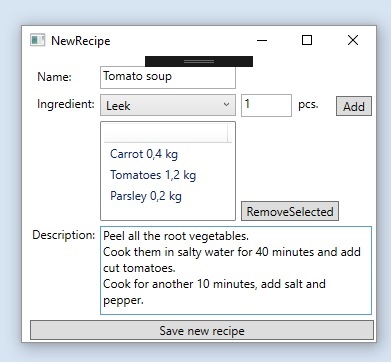 NewRecipe
Name: Tomato soup
Ingredient: Leek 1 pcs. Add
Carrot 0,4 kg
Tomatoes 1,2 kg
Parsley 0,2 kg
RemoveSelected
Description: Peel all the root vegetables.
Cook them in salty water for 40 minutes and add
cut tomatoes.
Cook for another 10 minutes, add salt and
pepper.
Save new recipe